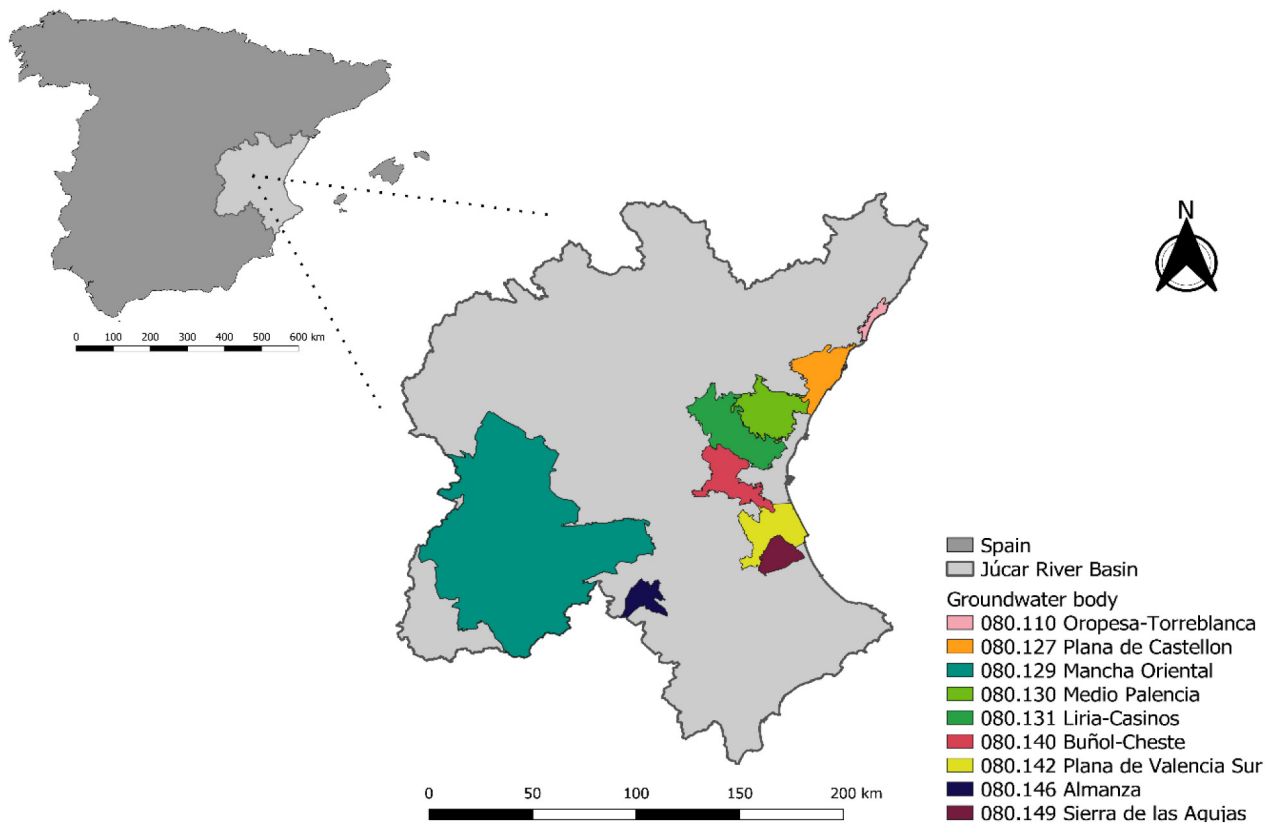 N
0 100 200 300 400 500 600 km
Spain
Júcar River Basin
Groundwater body
080.110 Oropesa-Torreblanca
080.127 Plana de Castellon
080.129 Mancha Oriental
080.130 Medio Palencia
080.131 Liria-Casinos
080.140 Buñol-Cheste
080.142 Plana de Valencia Sur
080.146 Almanza
080.149 Sierra de las Agujas
0 50 100 150 200 km